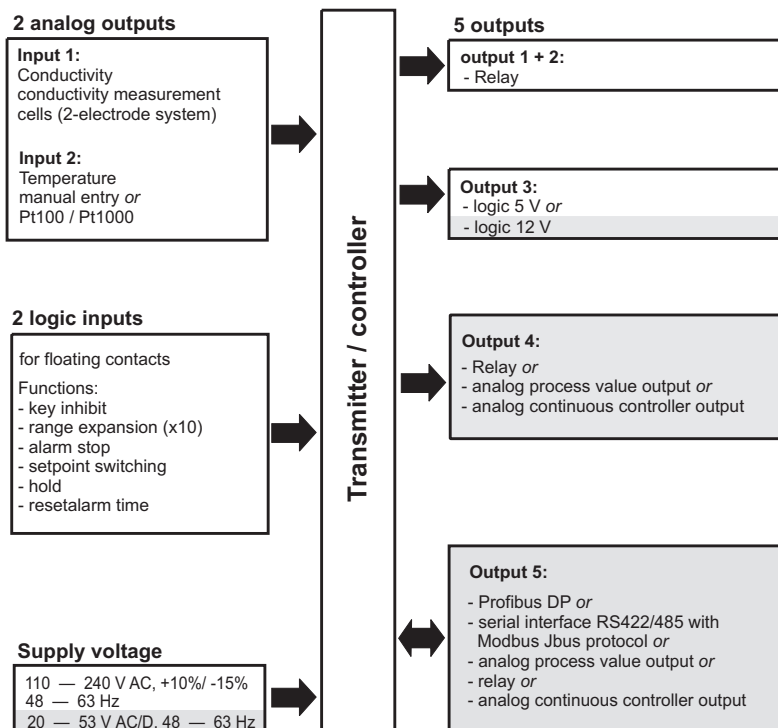 2 analog outputs
Input 1:
Conductivity
conductivity measurement
cells (2-electrode system)
Input 2:
Temperature
manual entry or
Pt100 / Pt1000
2 logic inputs
for floating contacts
Functions:
- key inhibit
- range expansion (x10)
- alarm stop
- setpoint switching
- hold
- resetalarm time
Supply voltage
110 — 240 V AC, +10%/ -15%
48 — 63 Hz
20 — 53 V AC/D, 48 — 63 Hz
Transmitter / controller
5 outputs
output 1 + 2:
- Relay
Output 3:
- logic 5 V or
- logic 12 V
Output 4:
- Relay or
- analog process value output or
- analog continuous controller output
Output 5:
- Profibus DP or
- serial interface RS422/485 with
Modbus Jbus protocol or
- analog process value output or
- relay or
- analog continuous controller output